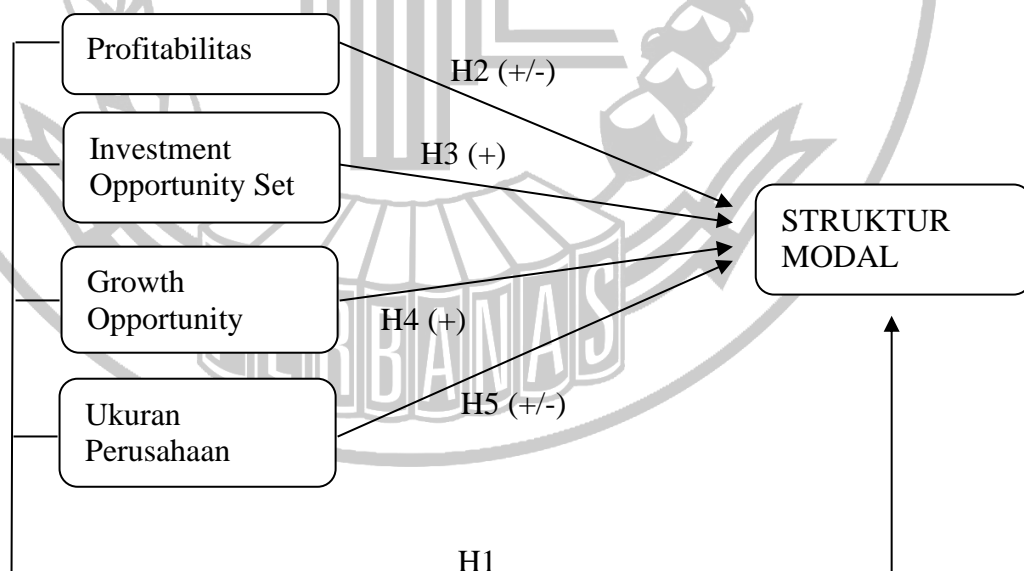 Profitabilitas
H2 (+/-)
Investment
Opportunity Set
H3 (+)
STRUKTUR
MODAL
Growth
Opportunity
H4 (+)
Ukuran
Perusahaan
H5 (+/-)
H1